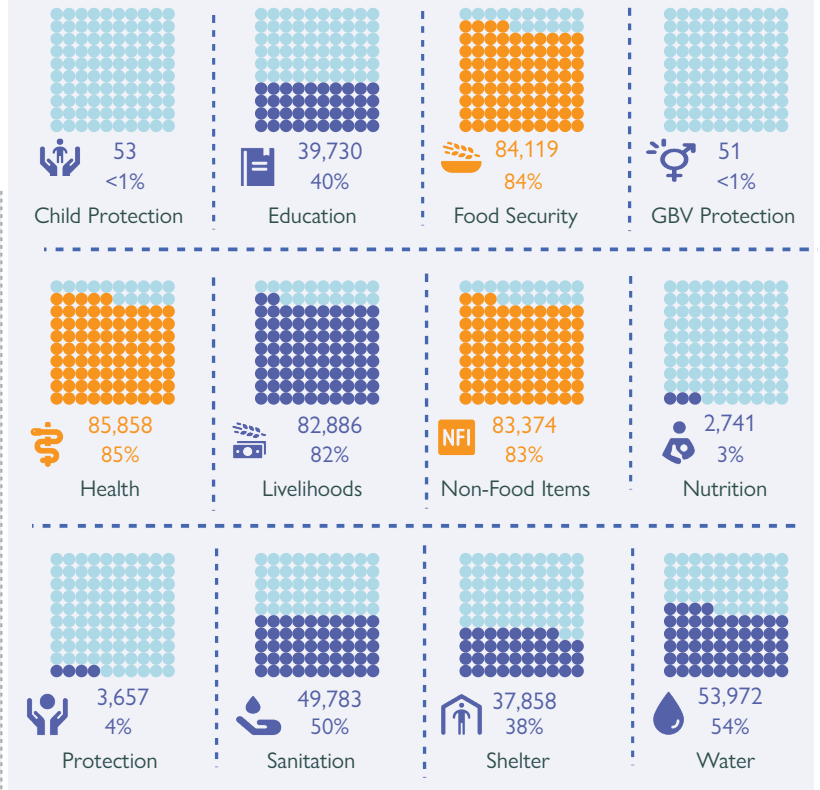 53
<1%
Child Protection
39,730
40%
Education
84,119
84%
Food Security
51
<1%
GBV Protection
85,858
85%
Health
82,886
82%
Livelihoods
NFI
83,374
83%
Non-Food Items
2,741
3%
Nutrition
3,657
4%
Protection
49,783
50%
Sanitation
37,858
38%
Shelter
53,972
54%
Water